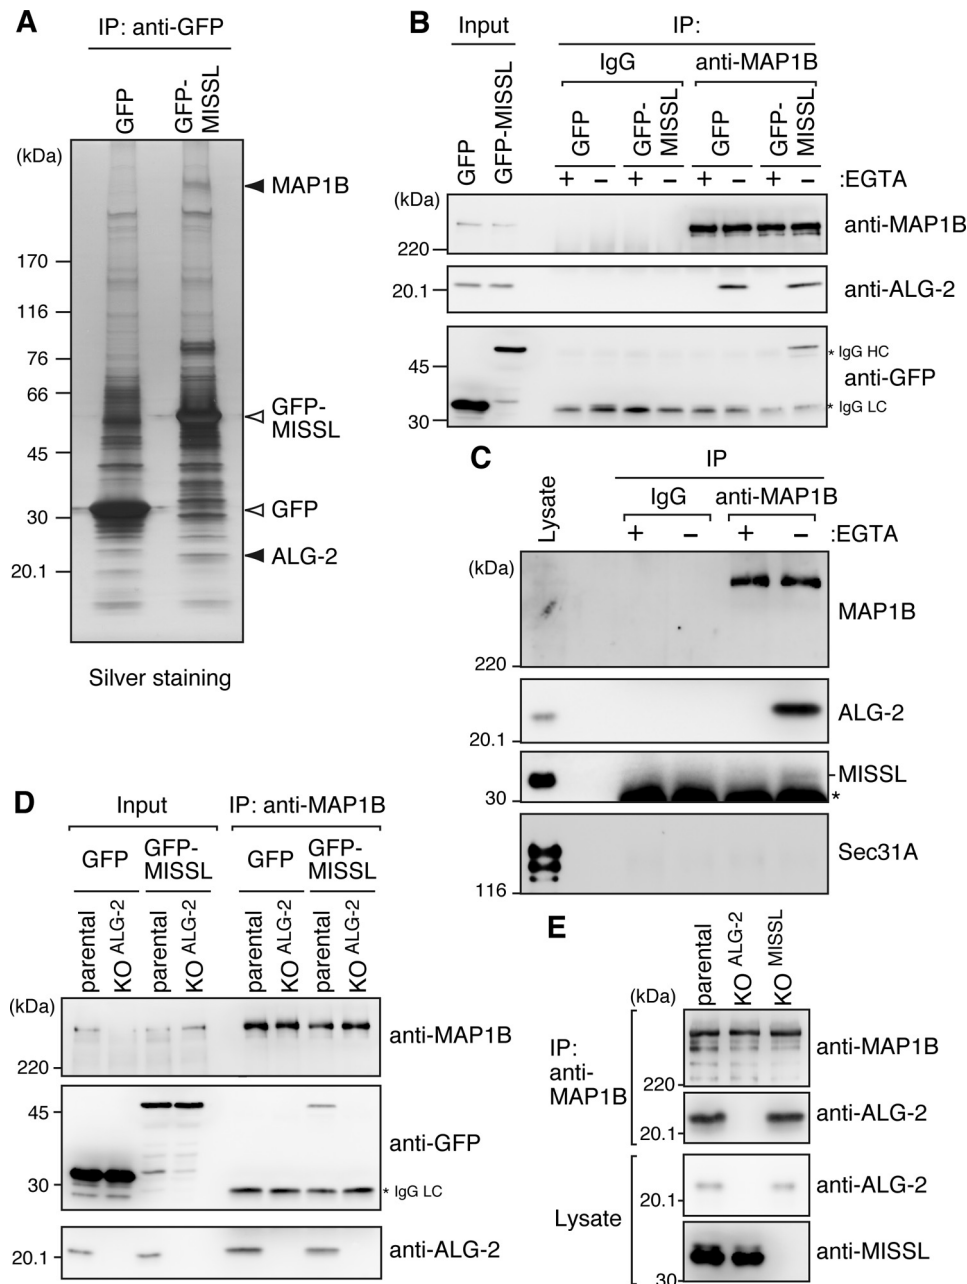 A
IP: anti-GFP
GFP
GFP-
MISSL
(kDa)
MAP1B
170
116
76
66
GFP-
MISSL
45
30
GFP
ALG-2
20.1
Silver staining
B
Input
IP:
IgG
anti-MAP1B
GFP
GFP-MISSL
GFP
GFP-
MISSL
GFP
GFP-
MISSL
+ − + − + − + − :EGTA
(kDa)
anti-MAP1B
220
20.1
anti-ALG-2
* IgG HC
45
anti-GFP
* IgG LC
30
C
IP
Lysate
IgG
anti-MAP1B
+ − + − :EGTA
(kDa)
MAP1B
220
ALG-2
20.1
MISSL
30
*
Sec31A
116
D
Input
IP: anti-MAP1B
GFP
GFP-
MISSL
GFP
GFP-
MISSL
parental
KO ALG-2
parental
KO ALG-2
parental
KO ALG-2
parental
KO ALG-2
(kDa)
anti-MAP1B
220
45
anti-GFP
30
* IgG LC
20.1
anti-ALG-2
E
parental
KO ALG-2
KO MISSL
(kDa)
IP:
anti-
MAP1B
anti-MAP1B
220
anti-ALG-2
20.1
Lysate
anti-ALG-2
20.1
anti-MISSL
30